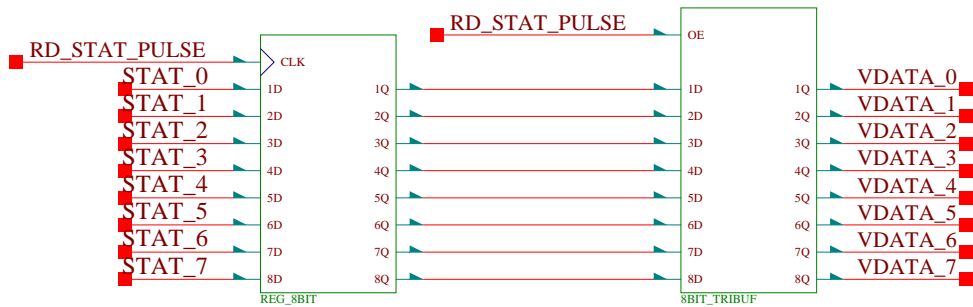 RD_STAT_PULSE
RD_STAT_PULSE
OE
CLK
STAT_0 1D 1Q 1D 1Q VDATA_0
STAT_1 2D 2Q 2D 2Q VDATA_1
STAT_2 3D 3Q 3D 3Q VDATA_2
STAT_3 4D 4Q 4D 4Q VDATA_3
STAT_4 5D 5Q 5D 5Q VDATA_4
STAT_5 6D 6Q 6D 6Q VDATA_5
STAT_6 7D 7Q 7D 7Q VDATA_6
STAT_7 8D 8Q 8D 8Q VDATA_7
REG_8BIT 8BIT_TRIBUF